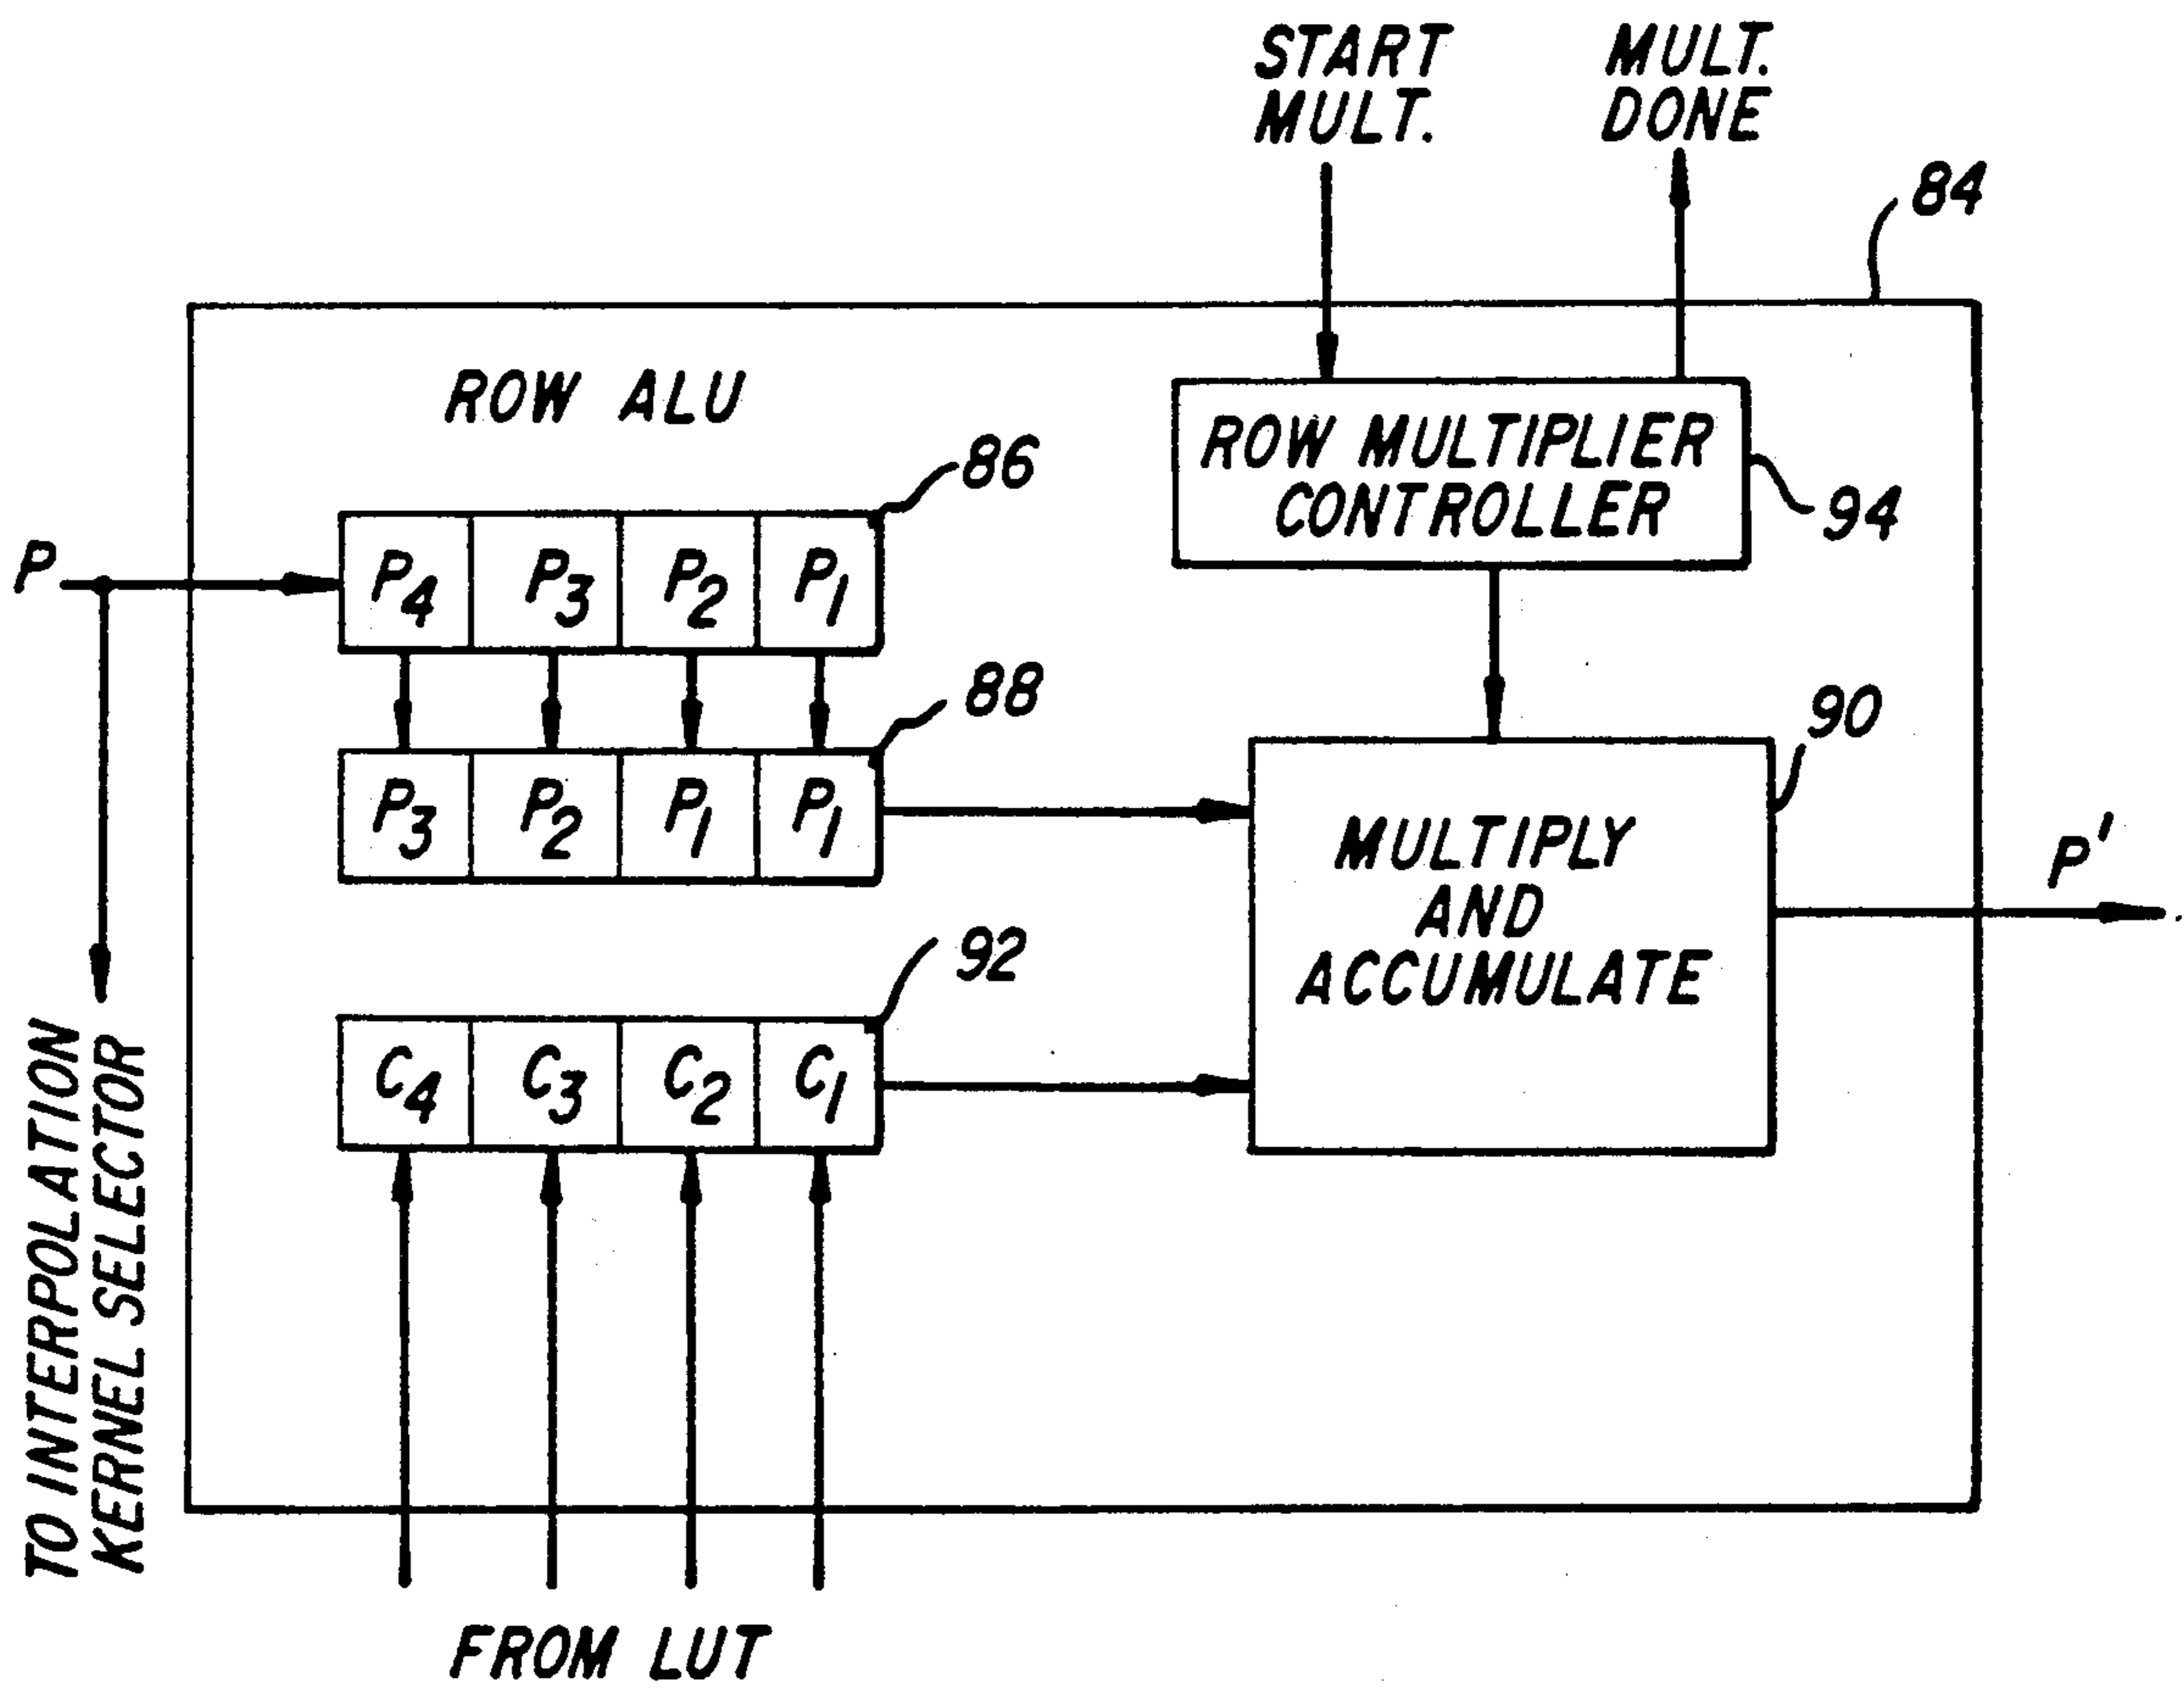 START
MULT.
MULT.
DONE
84
ROW ALU
ROW MULTIPLIER
CONTROLLER
94
86
P
P4 P3 P2 P1
88
P3 P2 P1 P1
90
MULTIPLY
AND
ACCUMULATE
P'
92
C4 C3 C2 C1
TO INTERPOLATION
KERNEL SELECTOR
FROM LUT